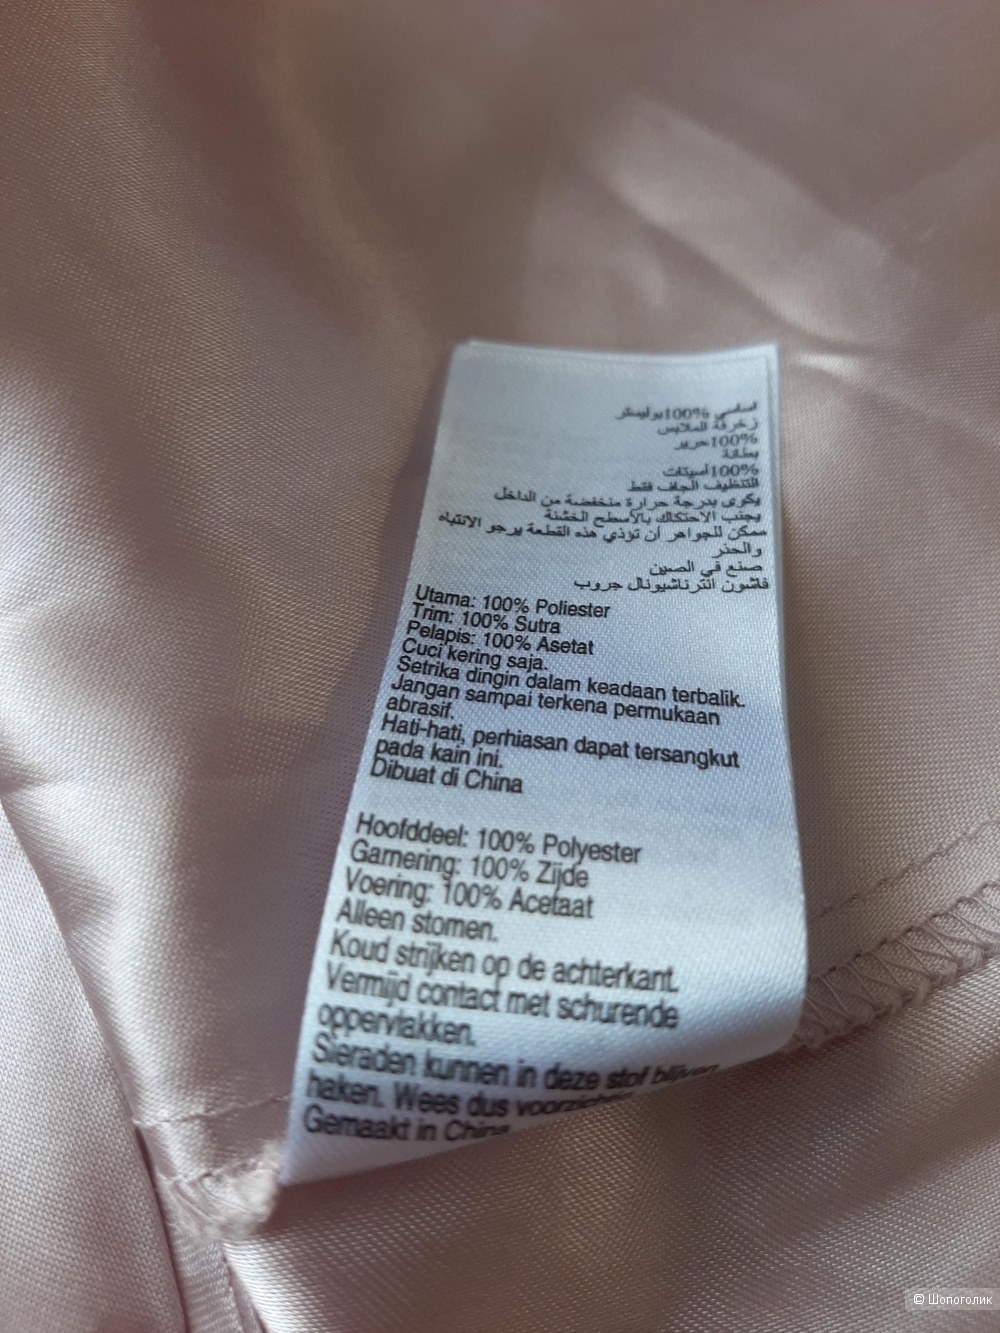 اساسي 100% بوليستر
زخرفة الملابس
100% حرير
بطانة
100% أسيتات
التنظيف الجاف فقط
يكوى بدرجة حرارة منخفضة من الداخل
يجنب الاحتكاك بالأسطح الخشنة
ممكن للجواهر أن تؤذي هذه القطعة يرجو الانتباه
والحذر
صنع في الصين
فاشون انترناشيونال جروب
Utama: 100% Poliester
Trim: 100% Sutra
Pelapis: 100% Asetat
Cuci kering saja.
Setrika dingin dalam keadaan terbalik.
Jangan sampai terkena permukaan
abrasif.
Hati-hati, perhiasan dapat tersangkut
pada kain ini.
Dibuat di China
Hoofddeel: 100% Polyester
Garnering: 100% Zijde
Voering: 100% Acetaat
Alleen stomen.
Koud strijken op de achterkant.
Vermijd contact met schurende
oppervlakken.
Sieraden kunnen in deze stof blijven
haken. Wees dus voorzichtig
Gemaakt in China
© Шопоголик